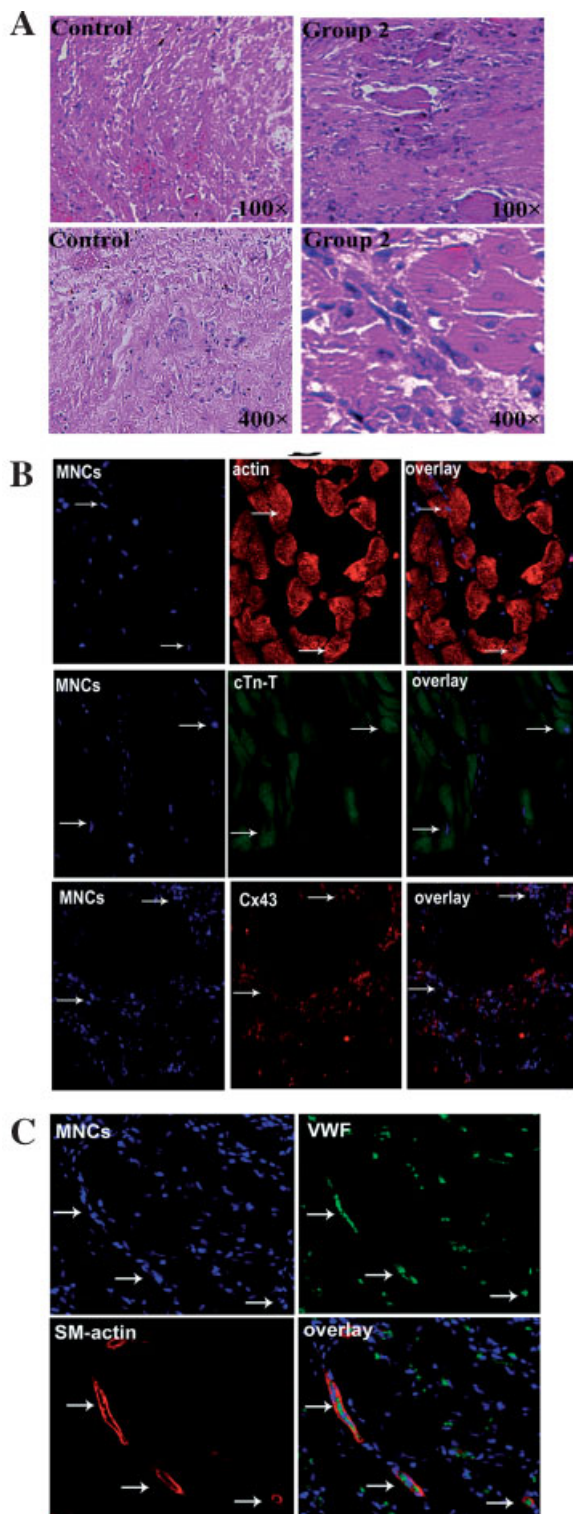 A
Control
Group 2
100×
100×
Control
Group 2
400×
400×
B
MNCs
actin
overlay
MNCs
cTn-T
overlay
MNCs
Cx43
overlay
C
MNCs
VWF
SM-actin
overlay